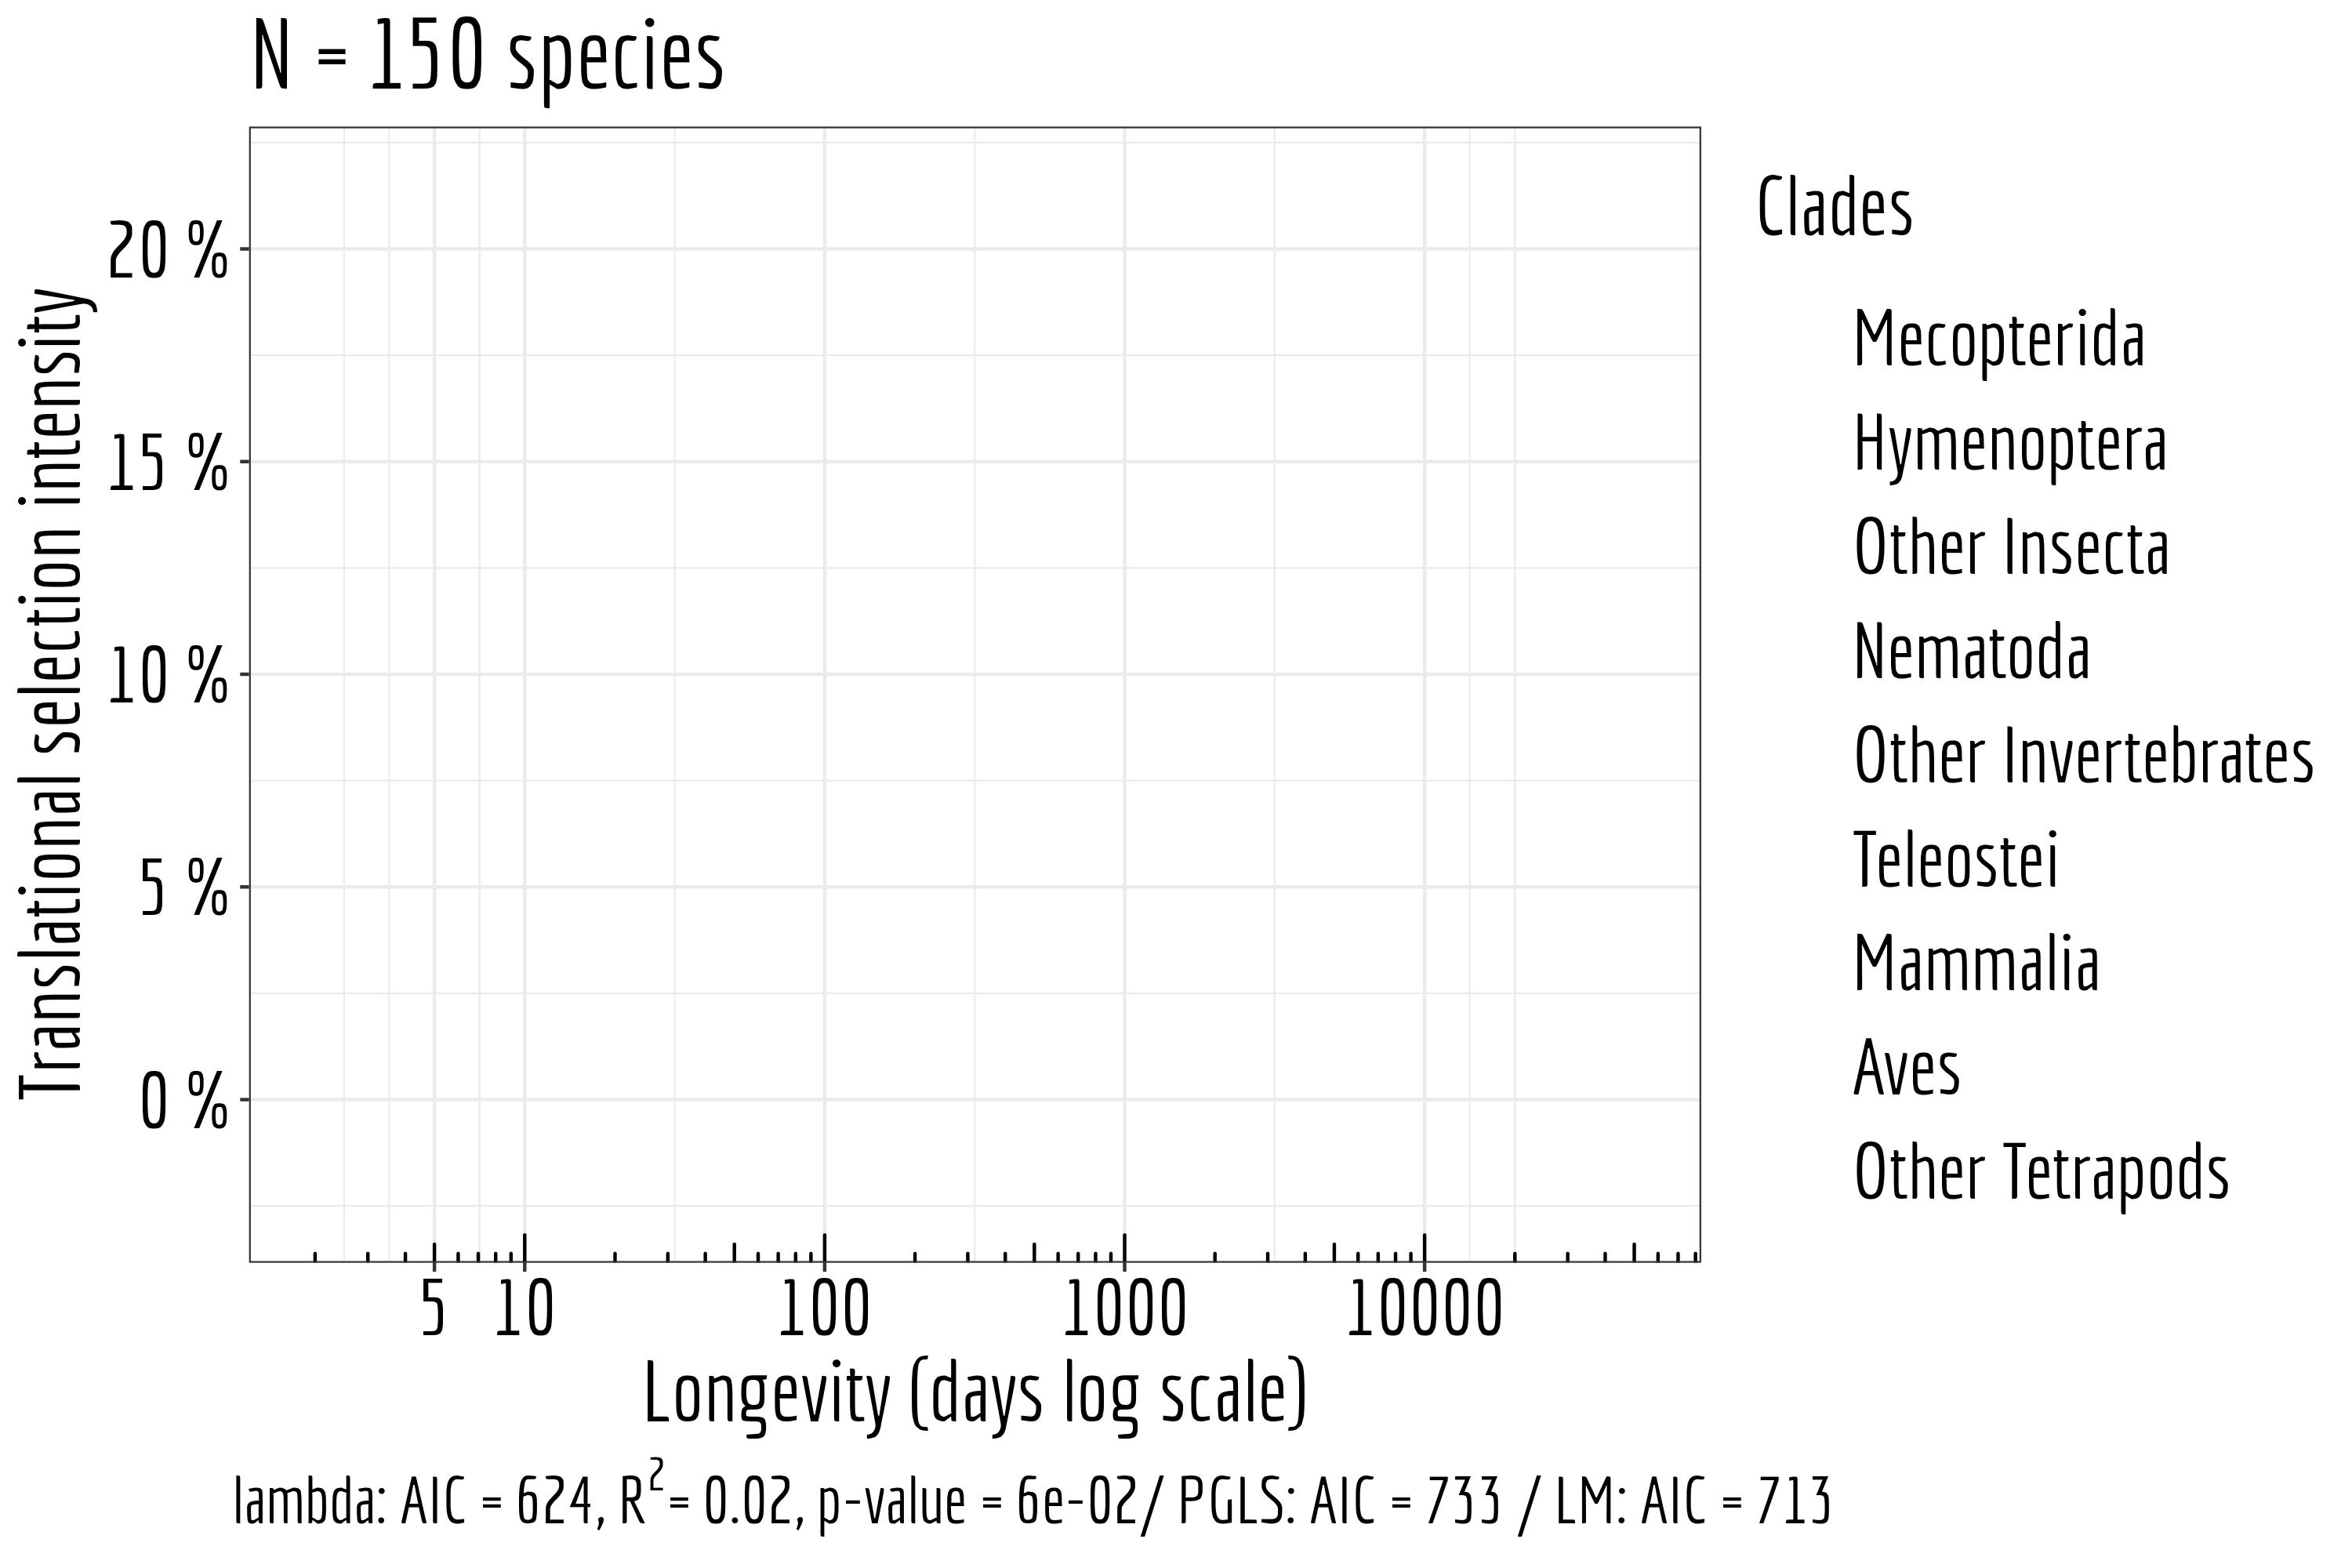 N = 150 species
Translational selection intensity
20 %
15 %
10 %
5 %
0 %
5 10 100 1000 10000
Longevity (days log scale)
Clades
Mecopterida
Hymenoptera
Other Insecta
Nematoda
Other Invertebrates
Teleostei
Mammalia
Aves
Other Tetrapods
lambda: AIC = 624, R²= 0.02, p-value = 6e-02/ PGLS: AIC = 733 / LM: AIC = 713